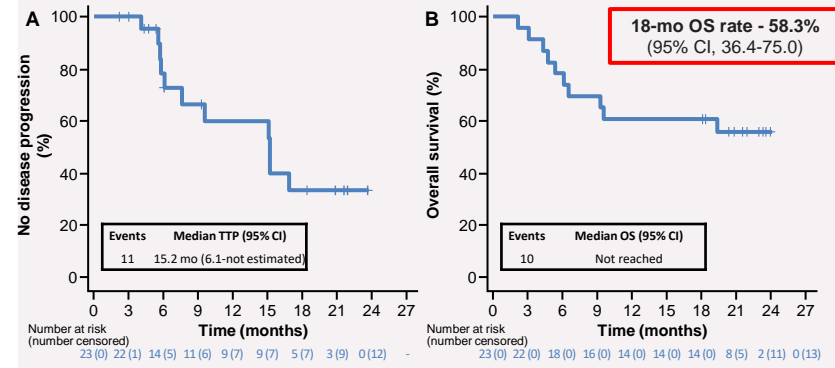 A
No disease progression
(%)
100
80
60
40
20
0
Events Median TTP (95% CI)
11 15.2 mo (6.1-not estimated)
0 3 6 9 12 15 18 21 24 27
Time (months)
Number at risk
(number censored)
23 (0) 22 (1) 14 (5) 11 (6) 9 (7) 9 (7) 5 (7) 3 (9) 0 (12) -
B
18-mo OS rate - 58.3%
(95% CI, 36.4-75.0)
Overall survival (%)
100
80
60
40
20
0
Events Median OS (95% CI)
10 Not reached
0 3 6 9 12 15 18 21 24 27
Time (months)
Number at risk
(number censored)
23 (0) 22 (0) 18 (0) 16 (0) 14 (0) 14 (0) 14 (0) 8 (5) 2 (11) 0 (13)